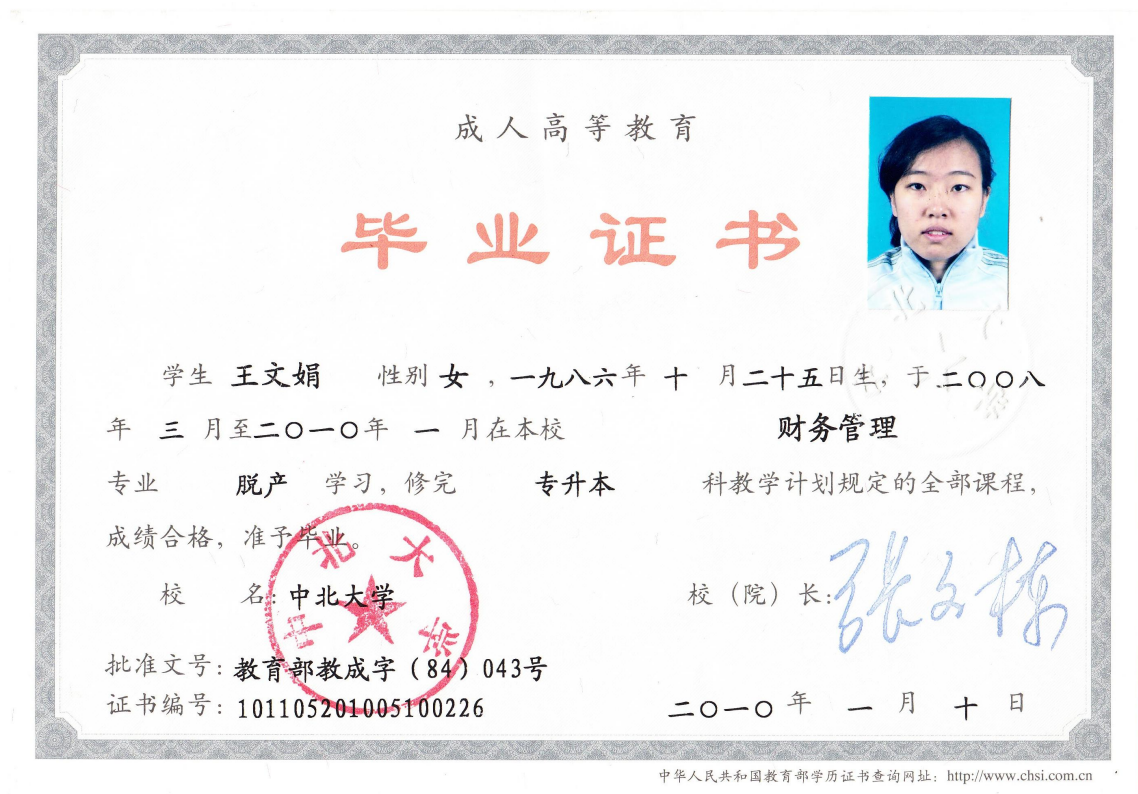 成人高等教育
毕业证书
学生 王文娟 性别 女 ，一九八六年 十 月二十五日生，于二〇〇八
年 三 月至二〇一〇年 一 月在本校 财务管理
专业 脱产 学习，修完 专升本 科教学计划规定的全部课程，
成绩合格，准予毕业。
校 名：中北大学 校（院）长：张文栋
中北大学
批准文号：教育部教成字（84）043号
证书编号：101105201005100226 二〇一〇 年 一 月 十 日
中华人民共和国教育部学历证书查询网址：http://www.chsi.com.cn